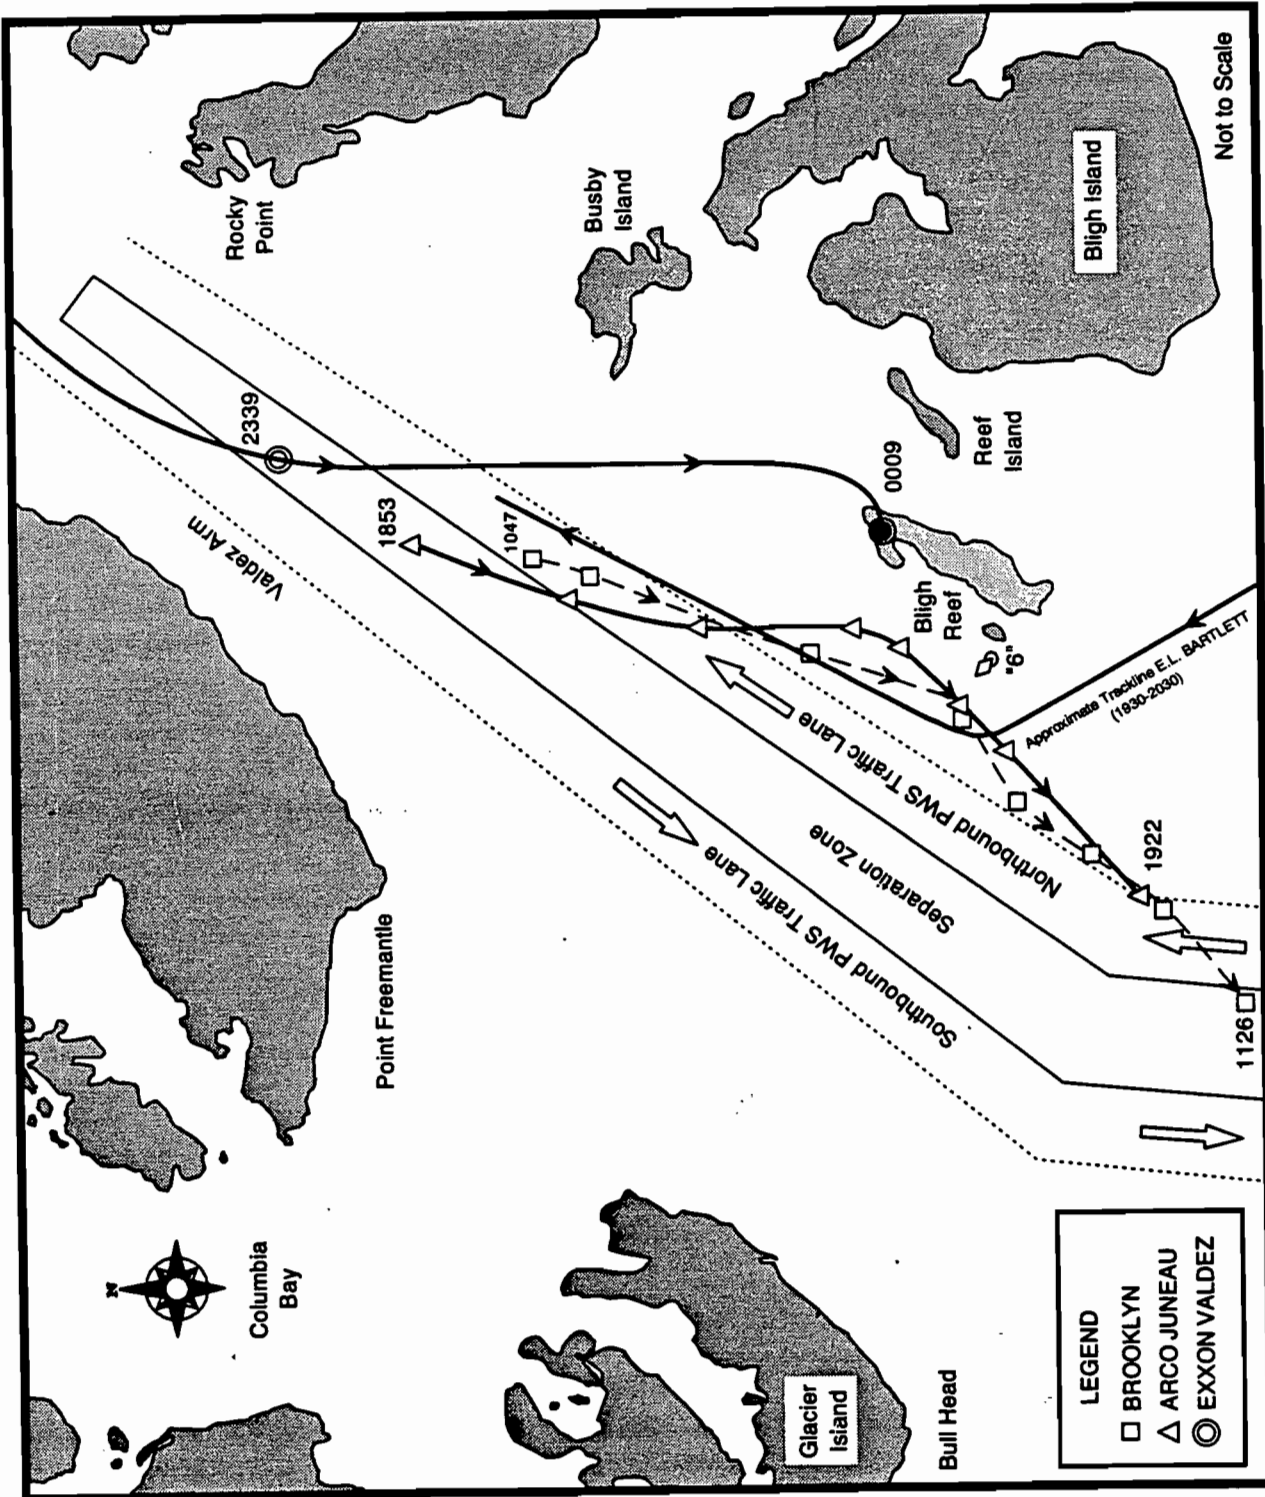 Rocky
Point
Busby
Island
Bligh Island
Not to Scale
Reef
Island
2339
1853
1047
0009
Valdez Arm
Bligh
Reef
"6"
Approximate Trackline E.L. BARTLETT
(1930-2030)
Northbound PWS Traffic Lane
Separation Zone
Southbound PWS Traffic Lane
1922
1126
Point Freemantle
N
Columbia
Bay
Glacier
Island
Bull Head
LEGEND
BROOKLYN
ARCO JUNEAU
EXXON VALDEZ